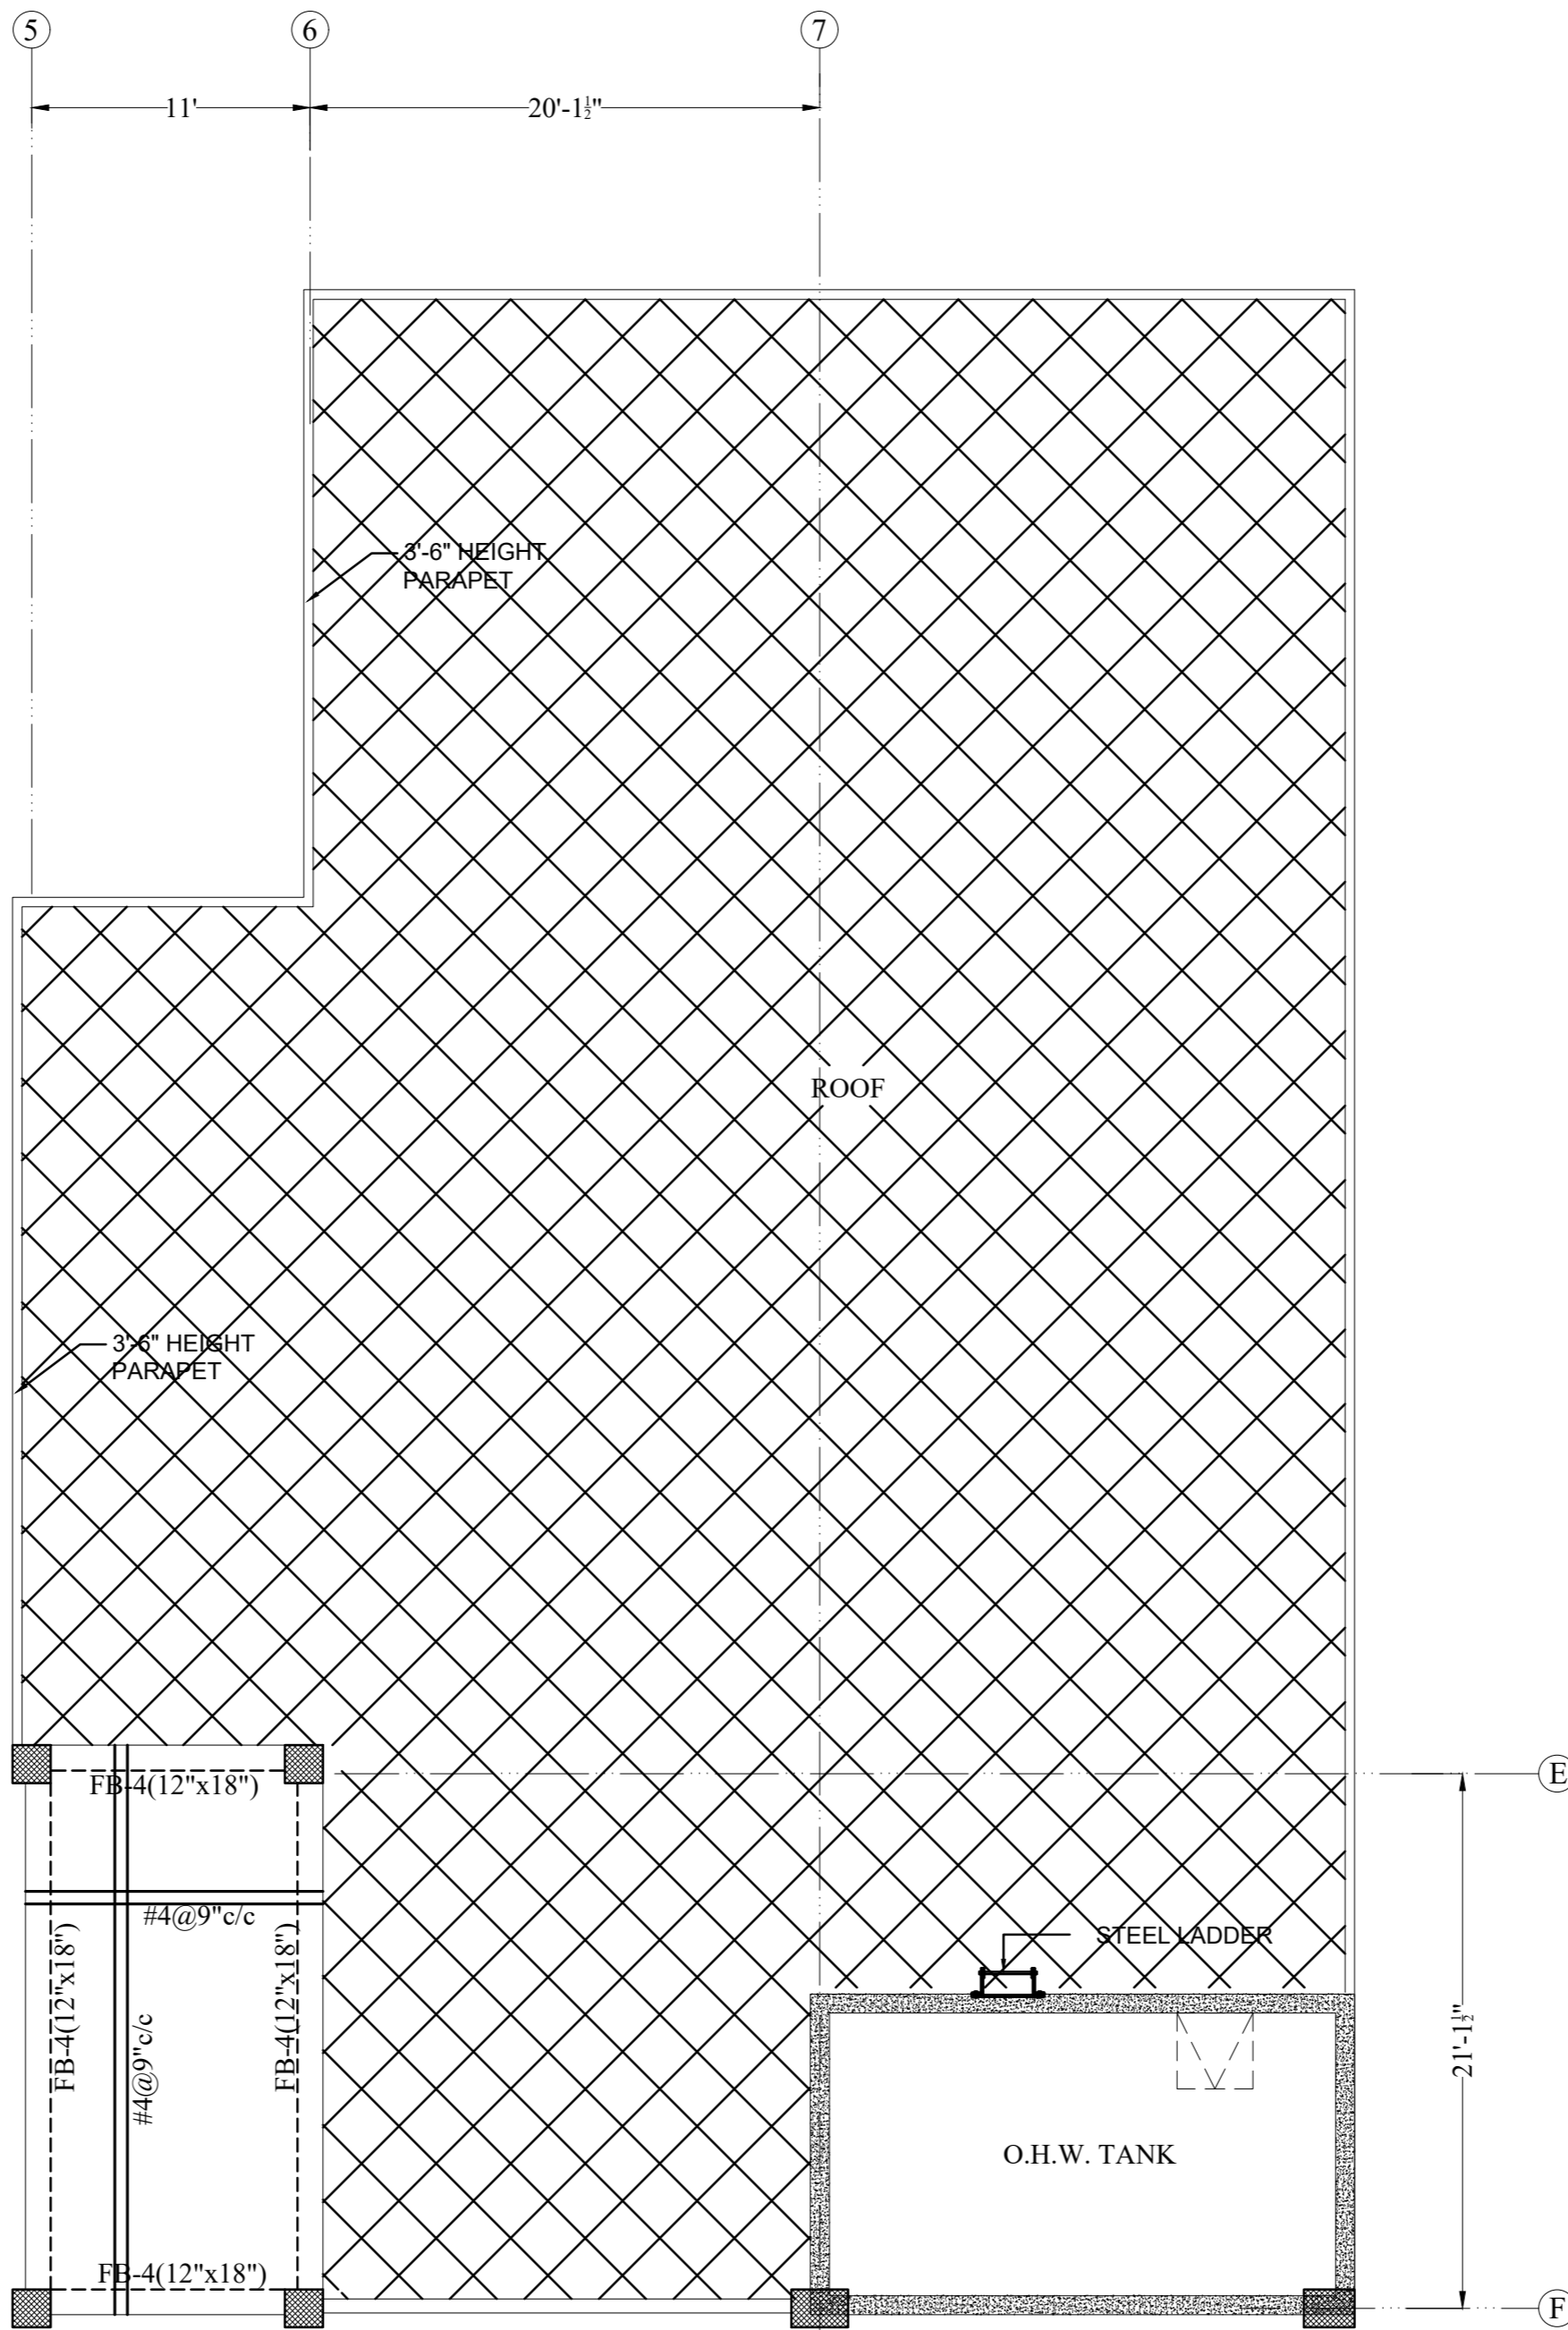 5
6
7
11'
20'-1½"
3'-6" HEIGHT
PARAPET
ROOF
3'-6" HEIGHT
PARAPET
E
FB-4(12"x18")
#4@9"c/c
FB-4(12"x18")
FB-4(12"x18")
#4@9"c/c
STEEL LADDER
21'-1½"
O.H.W. TANK
FB-4(12"x18")
F